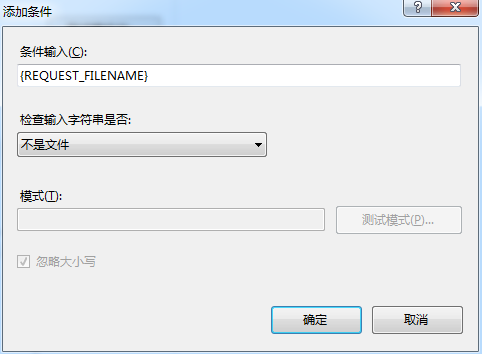 添加条件
条件输入(C):
{REQUEST_FILENAME}
检查输入字符串是否:
不是文件
模式(T):
测试模式(P)...
忽略大小写
确定
取消